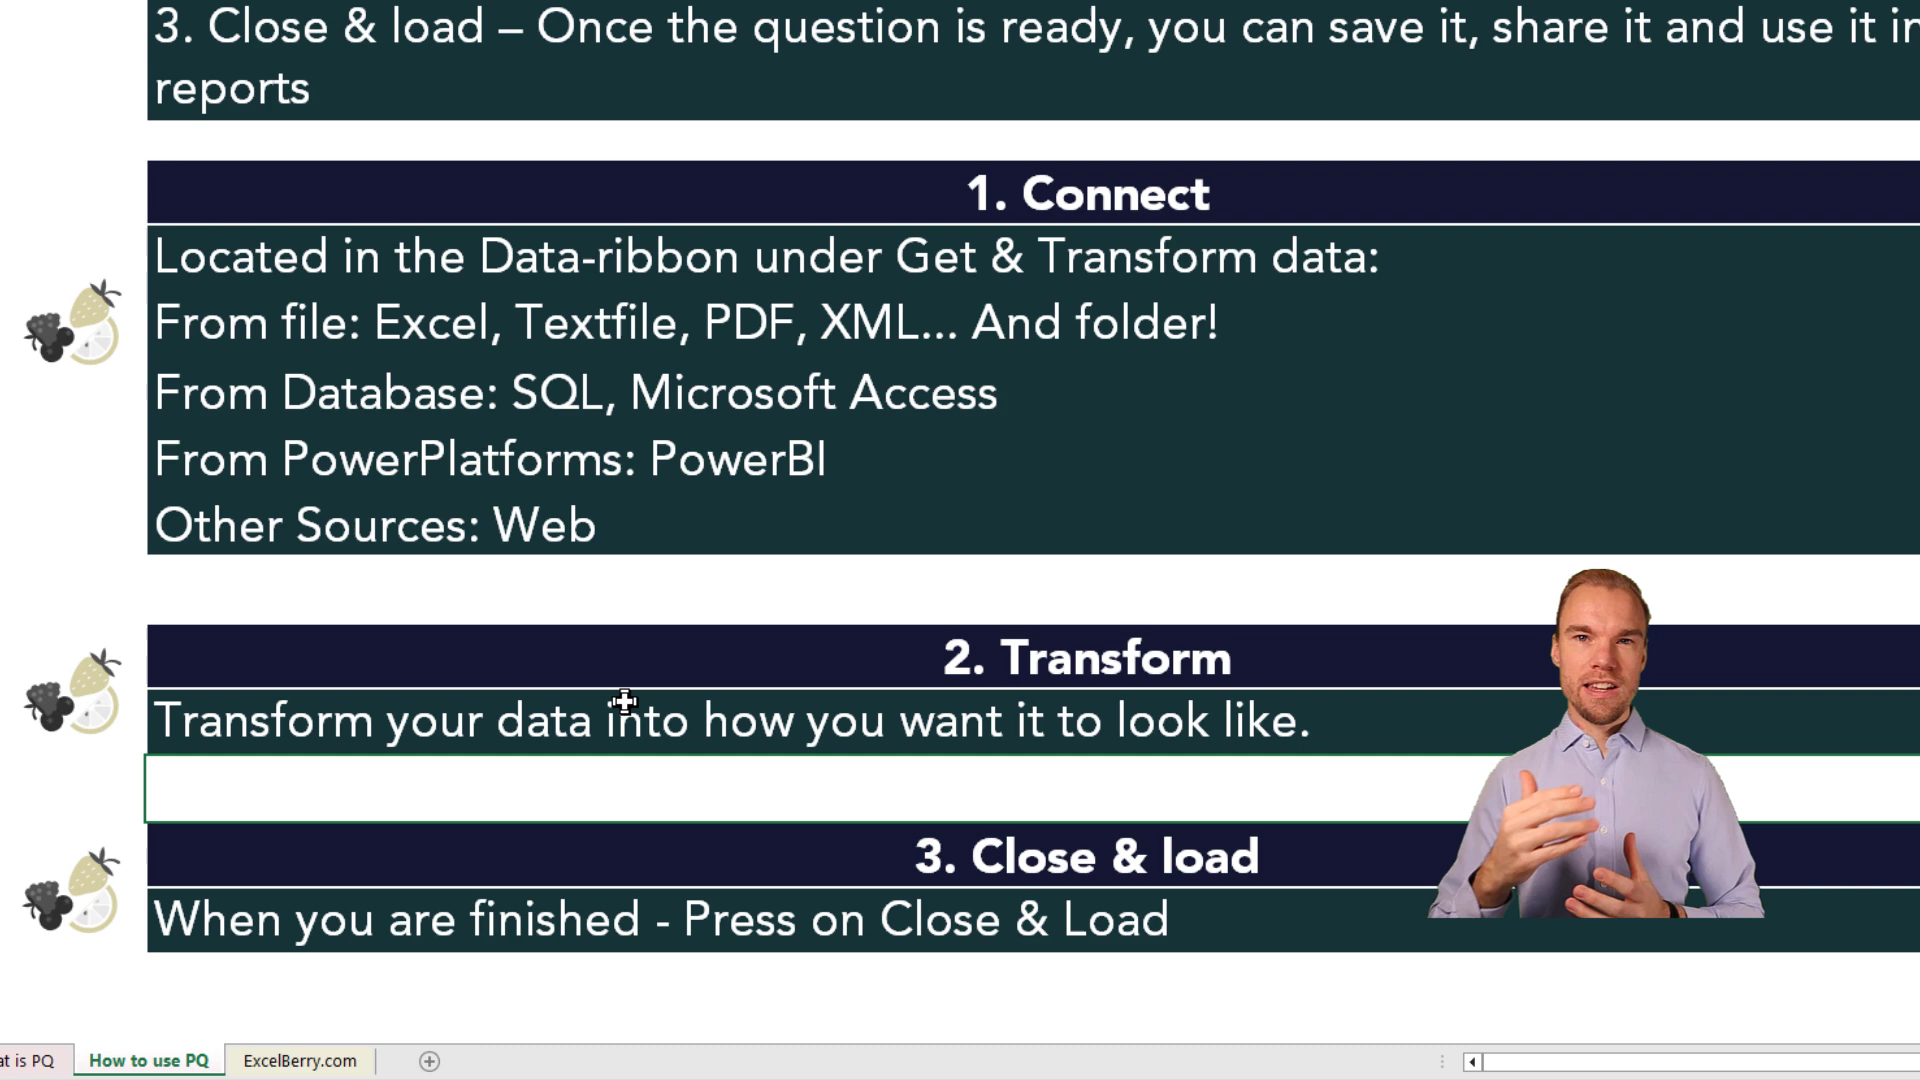 3. Close & load – Once the question is ready, you can save it, share it and use it in
reports
1. Connect
Located in the Data-ribbon under Get & Transform data:
From file: Excel, Textfile, PDF, XML... And folder!
From Database: SQL, Microsoft Access
From PowerPlatforms: PowerBI
Other Sources: Web
2. Transform
Transform your data into how you want it to look like.
3. Close & load
When you are finished - Press on Close & Load
at is PQ
How to use PQ
ExcelBerry.com